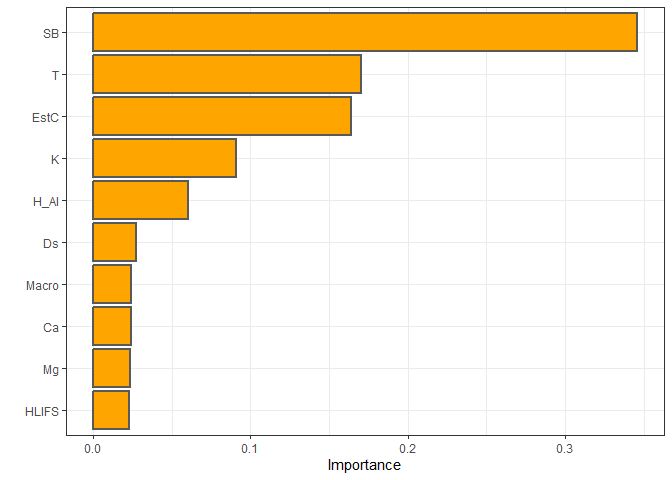 SB
T
EstC
K
H_Al
Ds
Macro
Ca
Mg
HLIFS
0.0 0.1 0.2 0.3
Importance